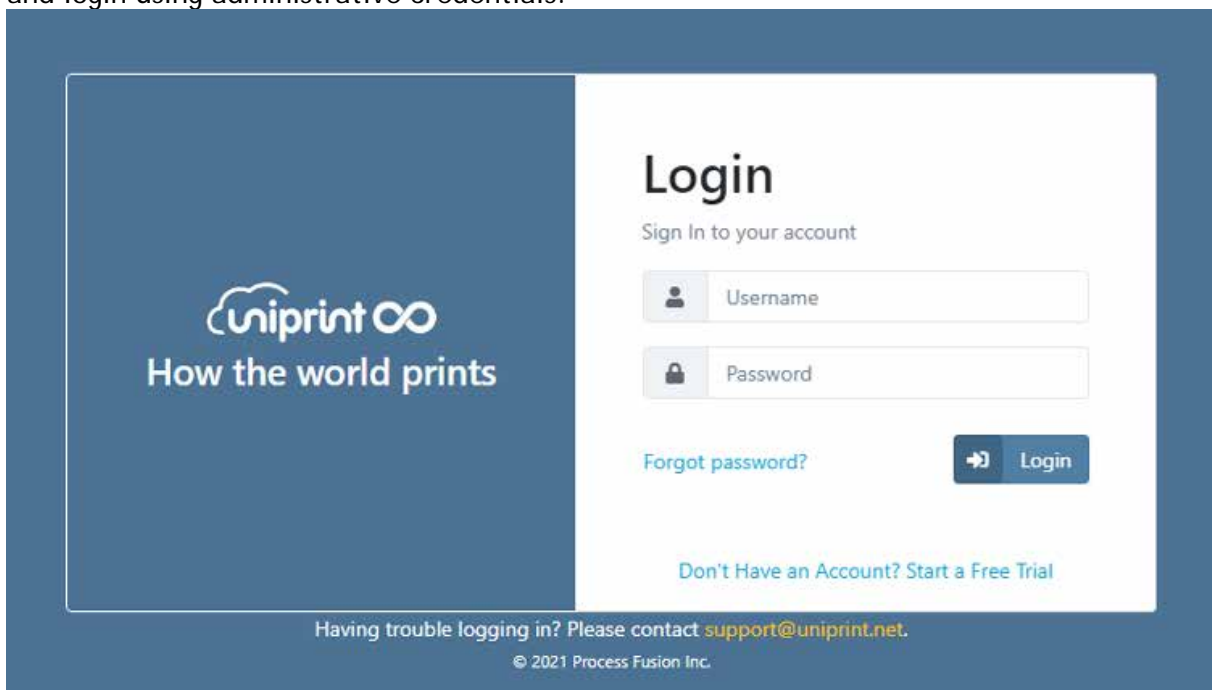 and login using administrative credentials.
Login
Sign In to your account
Username
uniprint
How the world prints
Password
Forgot password?
Login
Don't Have an Account? Start a Free Trial
Having trouble logging in? Please contact support@uniprint.net.
© 2021 Process Fusion Inc.